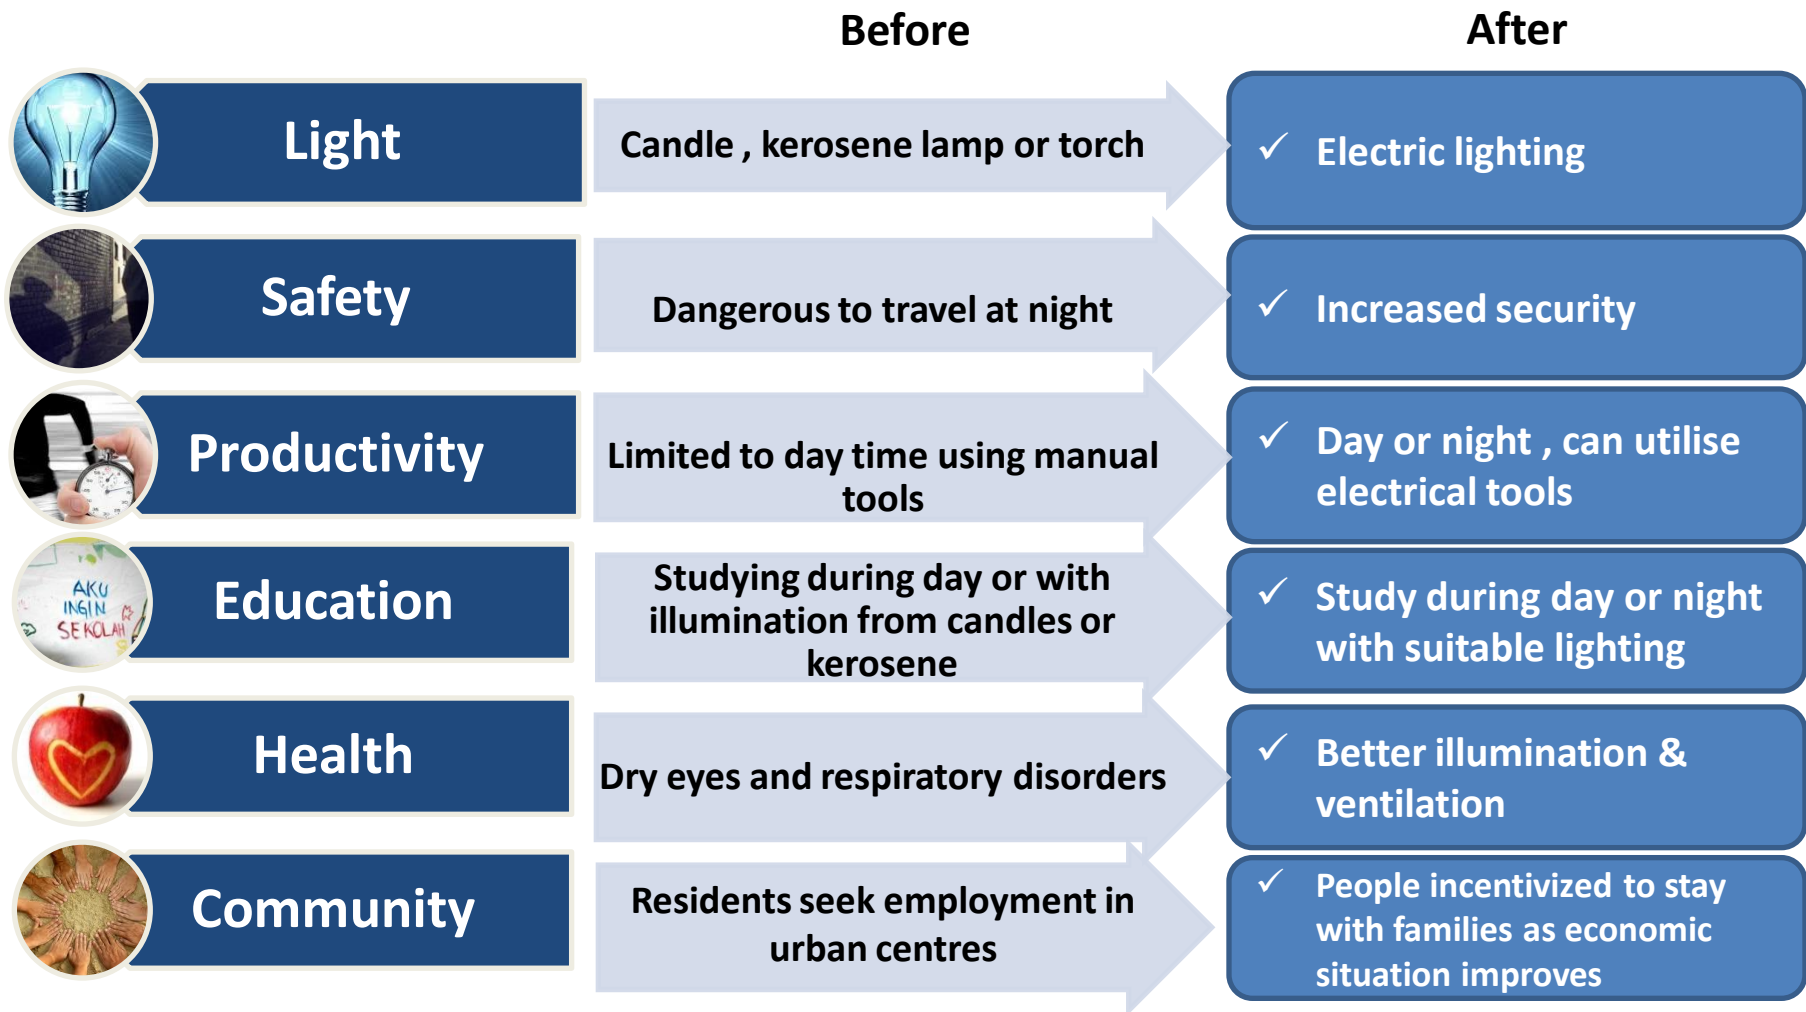 Before
After
Light
Candle , kerosene lamp or torch
✓ Electric lighting
Safety
Dangerous to travel at night
✓ Increased security
Productivity
Limited to day time using manual
tools
✓ Day or night , can utilise
electrical tools
AKU
INGIN
SEKOLAH
Education
Studying during day or with
illumination from candles or
kerosene
✓ Study during day or night
with suitable lighting
Health
Dry eyes and respiratory disorders
✓ Better illumination &
ventilation
Community
Residents seek employment in
urban centres
✓ People incentivized to stay
with families as economic
situation improves